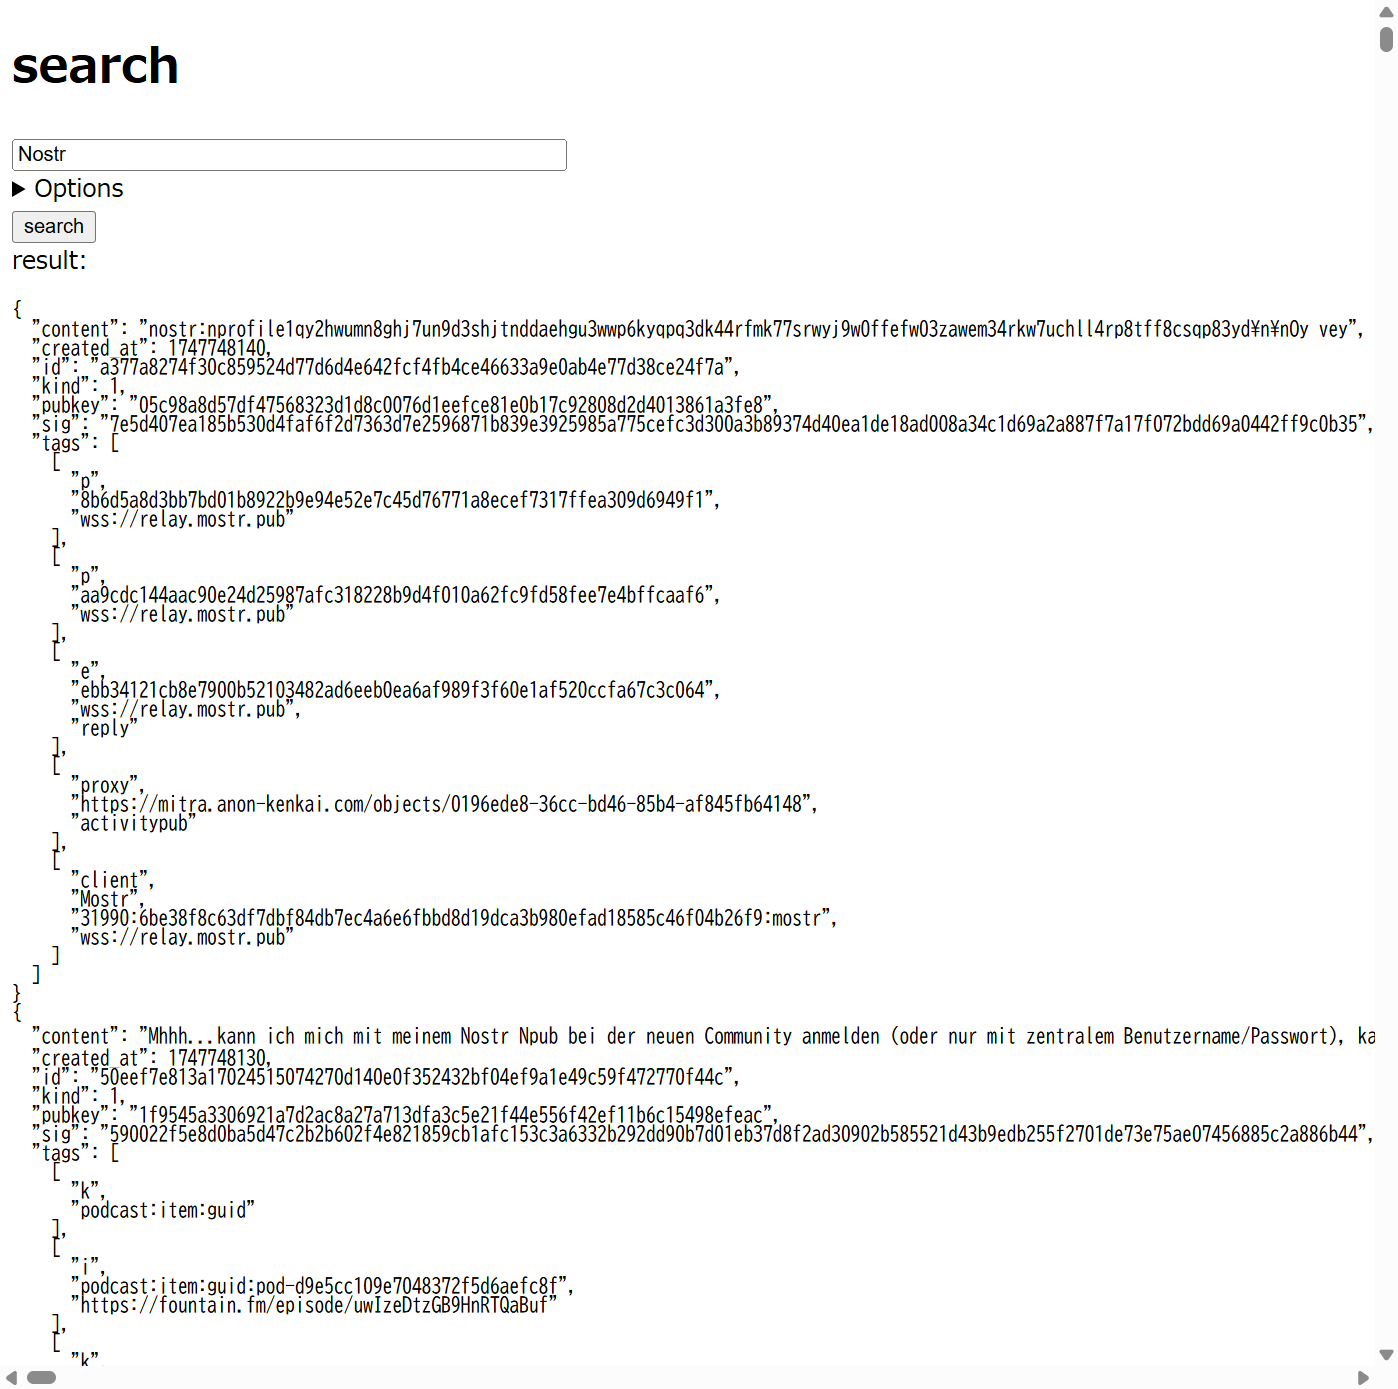 search
Nostr
▶ Options
search
result:
{
  "content": "nostr:nprofile1qy2hwumn8ghj7un9d3shjtnddaehgu3wwp6kyqpq3dk44rfmk77srwyj9w0ffefw03zawem34rkw7uchll4rp8tff8csqp83yd¥n¥nOy vey",
  "created_at": 1747748140,
  "id": "a377a8274f30c859524d77d6d4e642fcf4fb4ce46633a9e0ab4e77d38ce24f7a",
  "kind": 1,
  "pubkey": "05c98a8d57df47568323d1d8c0076d1eefce81e0b17c92808d2d4013861a3fe8",
  "sig": "7e5d407ea185b530d4faf6f2d7363d7e2596871b839e3925985a775cefc3d300a3b89374d40ea1de18ad008a34c1d69a2a887f7a17f072bdd69a0442ff9c0b35",
  "tags": [
    [
      "p",
      "8b6d5a8d3bb7bd01b8922b9e94e52e7c45d76771a8ecef7317ffea309d6949f1",
      "wss://relay.mostr.pub"
    ],
    [
      "p",
      "aa9cdc144aac90e24d25987afc318228b9d4f010a62fc9fd58fee7e4bffcaaf6",
      "wss://relay.mostr.pub"
    ],
    [
      "e",
      "ebb34121cb8e7900b52103482ad6eeb0ea6af989f3f60e1af520ccfa67c3c064",
      "wss://relay.mostr.pub",
      "reply"
    ],
    [
      "proxy",
      "https://mitra.anon-kenkai.com/objects/0196ede8-36cc-bd46-85b4-af845fb64148",
      "activitypub"
    ],
    [
      "client",
      "Mostr",
      "31990:6be38f8c63df7dbf84db7ec4a6e6fbbd8d19dca3b980efad18585c46f04b26f9:mostr",
      "wss://relay.mostr.pub"
    ]
  ]
}
{
  "content": "Mhhh...kann ich mich mit meinem Nostr Npub bei der neuen Community anmelden (oder nur mit zentralem Benutzername/Passwort), ka
  "created_at": 1747748130,
  "id": "50eef7e813a17024515074270d140e0f352432bf04ef9a1e49c59f472770f44c",
  "kind": 1,
  "pubkey": "1f9545a3306921a7d2ac8a27a713dfa3c5e21f44e556f42ef11b6c15498efeac",
  "sig": "590022f5e8d0ba5d47c2b2b602f4e821859cb1afc153c3a6332b292dd90b7d01eb37d8f2ad30902b585521d43b9edb255f2701de73e75ae07456885c2a886b44",
  "tags": [
    [
      "k",
      "podcast:item:guid"
    ],
    [
      "i",
      "podcast:item:guid:pod-d9e5cc109e7048372f5d6aefc8f",
      "https://fountain.fm/episode/uwIzeDtzGB9HnRTQaBuf"
    ],
    [
      "k",